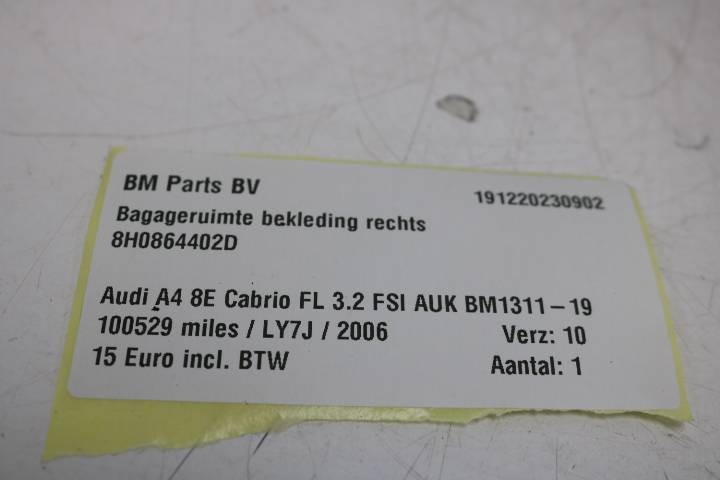 BM Parts BV 191220230902
Bagageruimte bekleding rechts
8H0864402D
Audi A4 8E Cabrio FL 3.2 FSI AUK BM1311-19
100529 miles / LY7J / 2006 Verz: 10
15 Euro incl. BTW Aantal: 1